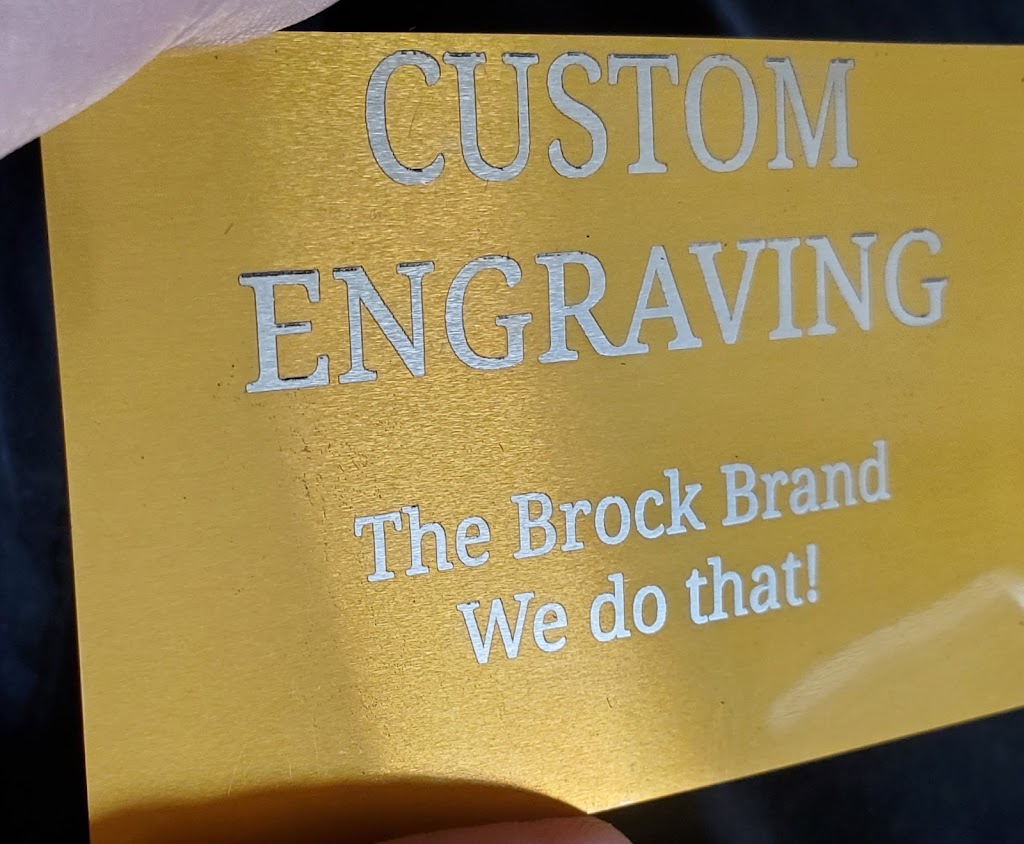 CUSTOM
ENGRAVING
The Brock Brand
We do that!